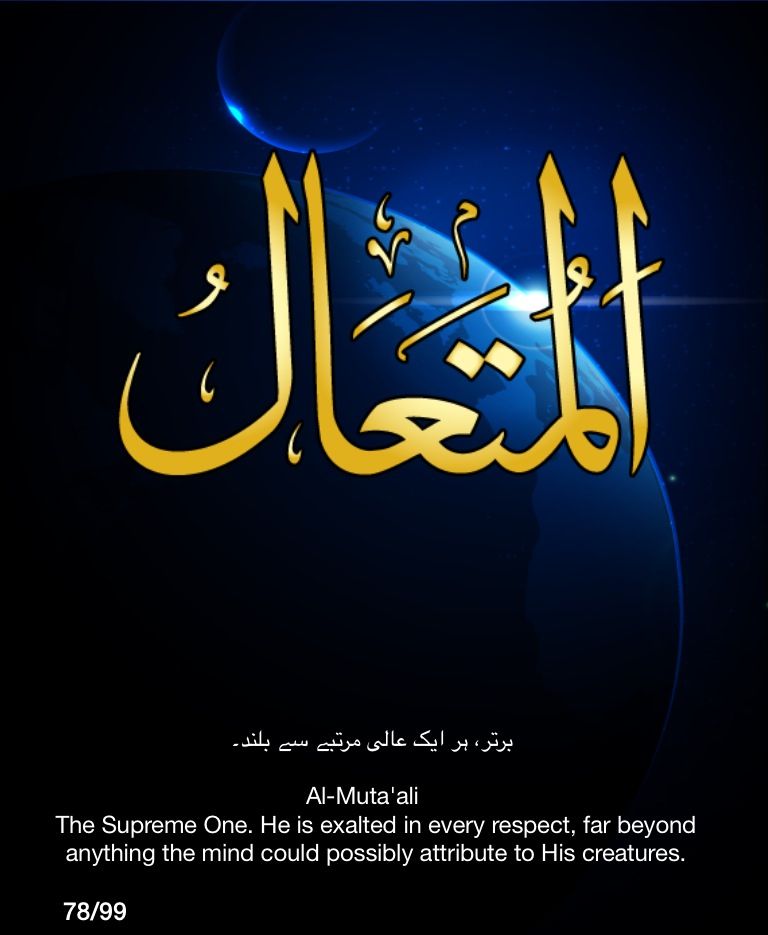 اَلْمُتَعَالُ
برتر، ہر ایک عالی مرتبے سے بلند۔
Al-Muta'ali
The Supreme One. He is exalted in every respect, far beyond
anything the mind could possibly attribute to His creatures.
78/99